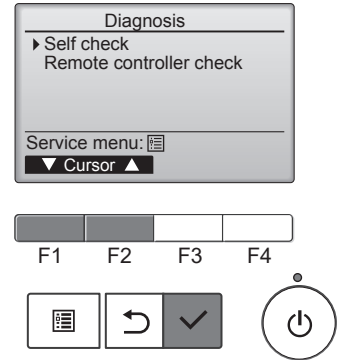 Diagnosis
Self check
Remote controller check
Service menu:
▼ Cursor ▲
F1 F2 F3 F4